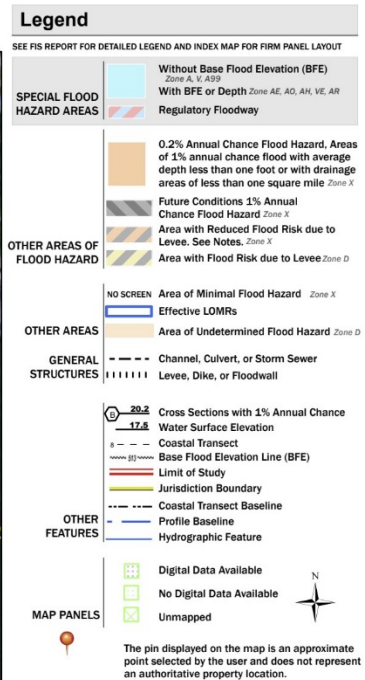 Legend
SEE FIS REPORT FOR DETAILED LEGEND AND INDEX MAP FOR FIRM PANEL LAYOUT
SPECIAL FLOOD
HAZARD AREAS
Without Base Flood Elevation (BFE)
Zone A, V, A99
With BFE or Depth Zone AE, AO, AH, VE, AR
Regulatory Floodway
OTHER AREAS OF
FLOOD HAZARD
0.2% Annual Chance Flood Hazard, Areas
of 1% annual chance flood with average
depth less than one foot or with drainage
areas of less than one square mile Zone X
Future Conditions 1% Annual
Chance Flood Hazard Zone X
Area with Reduced Flood Risk due to
Levee. See Notes. Zone X
Area with Flood Risk due to Levee Zone D
OTHER AREAS
NO SCREEN Area of Minimal Flood Hazard Zone X
Effective LOMRs
Area of Undetermined Flood Hazard Zone D
GENERAL
STRUCTURES
Channel, Culvert, or Storm Sewer
Levee, Dike, or Floodwall
OTHER
FEATURES
B 20.2 Cross Sections with 1% Annual Chance
17.5 Water Surface Elevation
8 Coastal Transect
513 Base Flood Elevation Line (BFE)
Limit of Study
Jurisdiction Boundary
Coastal Transect Baseline
Profile Baseline
Hydrographic Feature
MAP PANELS
Digital Data Available
No Digital Data Available
Unmapped
N
The pin displayed on the map is an approximate
point selected by the user and does not represent
an authoritative property location.